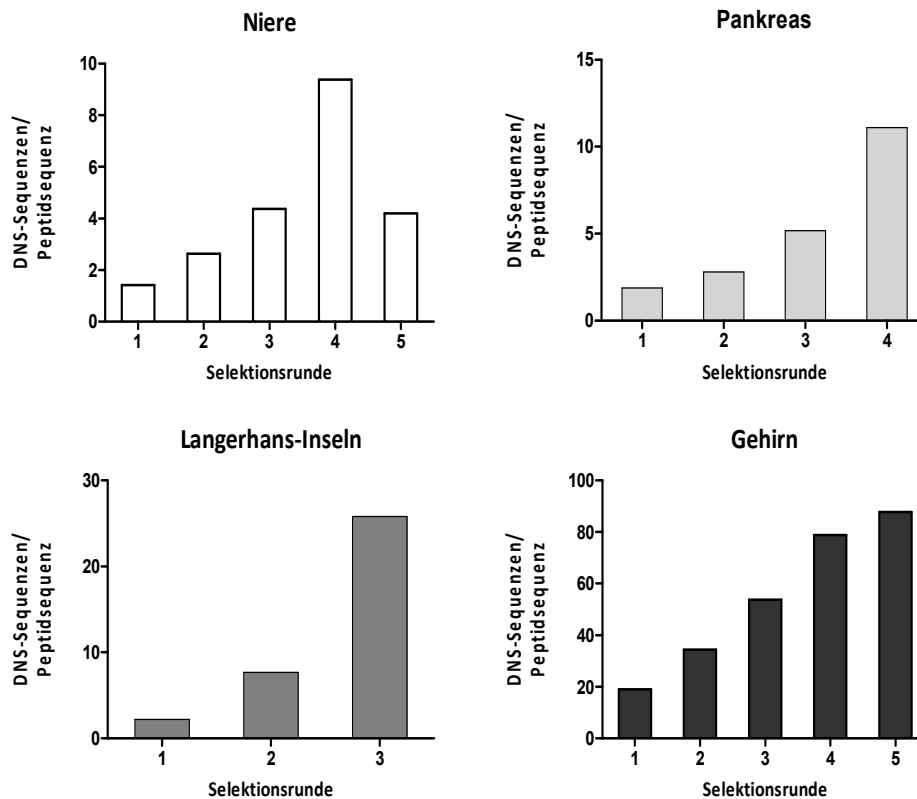 Niere
DNS-Sequenzen/
Peptidsequenz
10
8
6
4
2
0
1 2 3 4 5
Selektionsrunde
Pankreas
DNS-Sequenzen/
Peptidsequenz
15
10
5
0
1 2 3 4
Selektionsrunde
Langerhans-Inseln
DNS-Sequenzen/
Peptidsequenz
30
20
10
0
1 2 3
Selektionsrunde
Gehirn
DNS-Sequenzen/
Peptidsequenz
100
80
60
40
20
0
1 2 3 4 5
Selektionsrunde